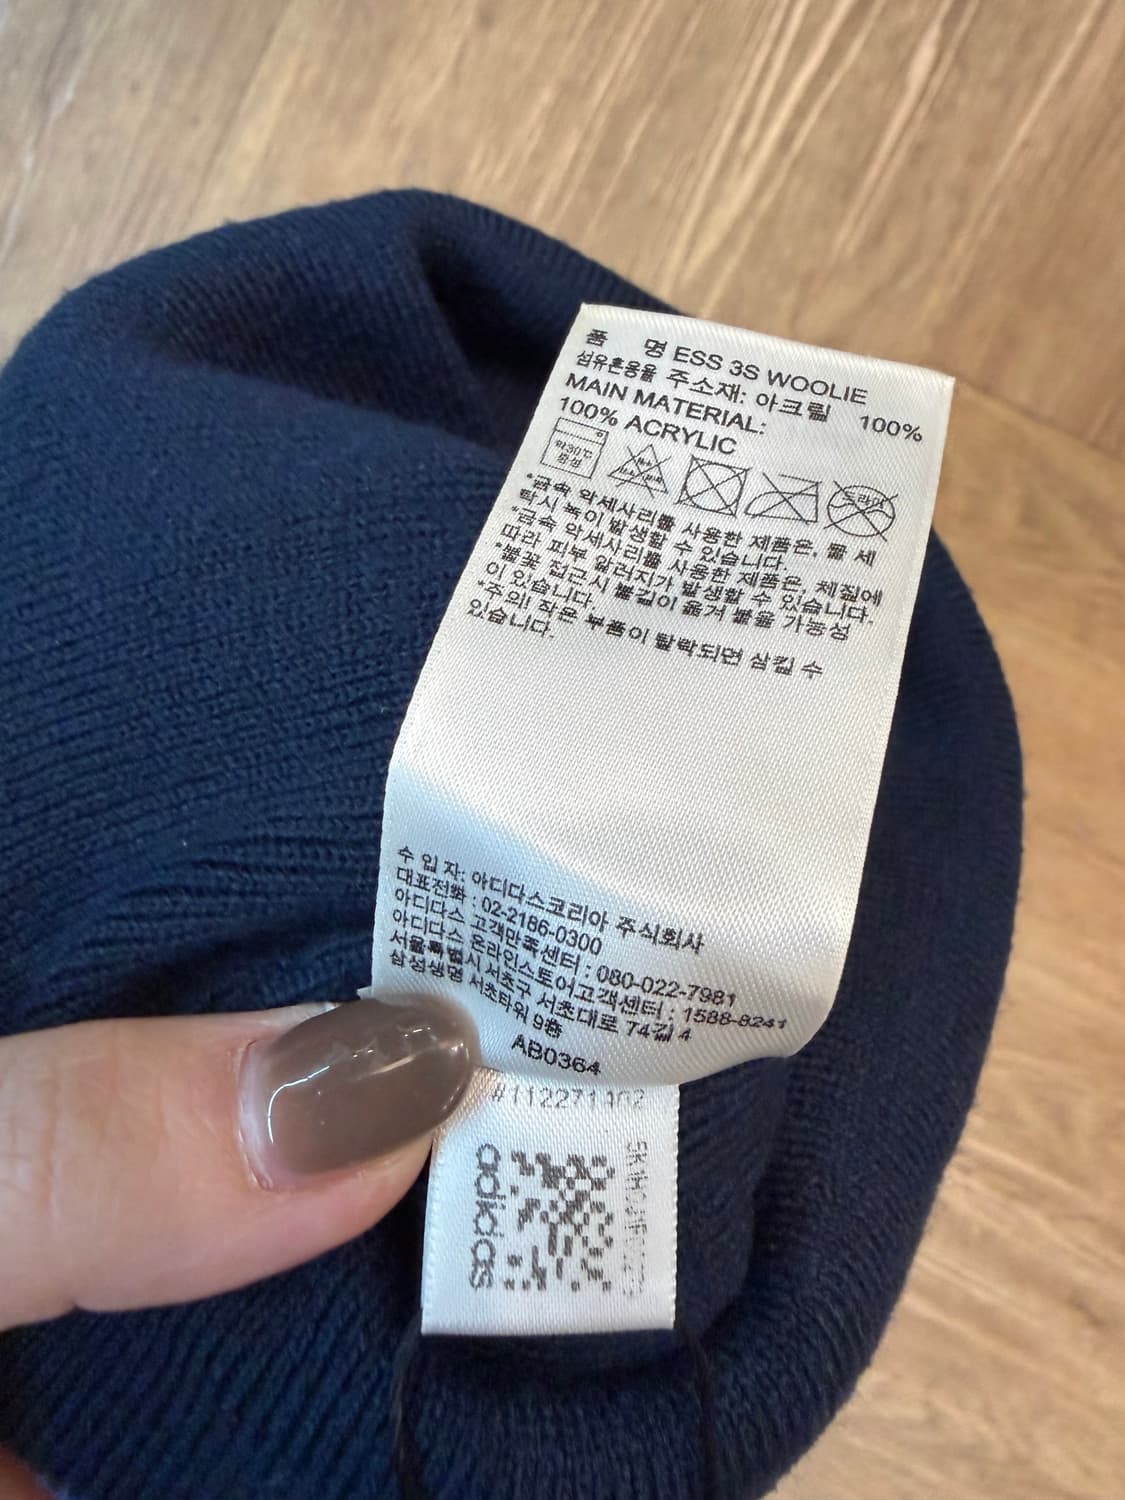 품 명 ESS 3S WOOLIE
섬유혼용율 주소재: 아크릴 100%
MAIN MATERIAL:
100% ACRYLIC
약30℃
중성
드라이
*금속 악세사리를 사용한 제품은, 물 세
탁시 녹이 발생할 수 있습니다.
*금속 악세사리를 사용한 제품은, 체질에
따라 피부 알러지가 발생할 수 있습니다.
*불꽃 접근시 불길이 옮겨 붙을 가능성
이 있습니다.
*주의! 작은 부품이 탈락되면 삼킬 수
있습니다.
수 입 자: 아디다스코리아 주식회사
대표전화 : 02-2186-0300
아디다스 고객만족센터 : 080-022-7981
아디다스 온라인스토어고객센터 : 1588-8241
서울특별시 서초구 서초대로 74길 4
삼성생명 서초타워 9층
AB0364
adidas